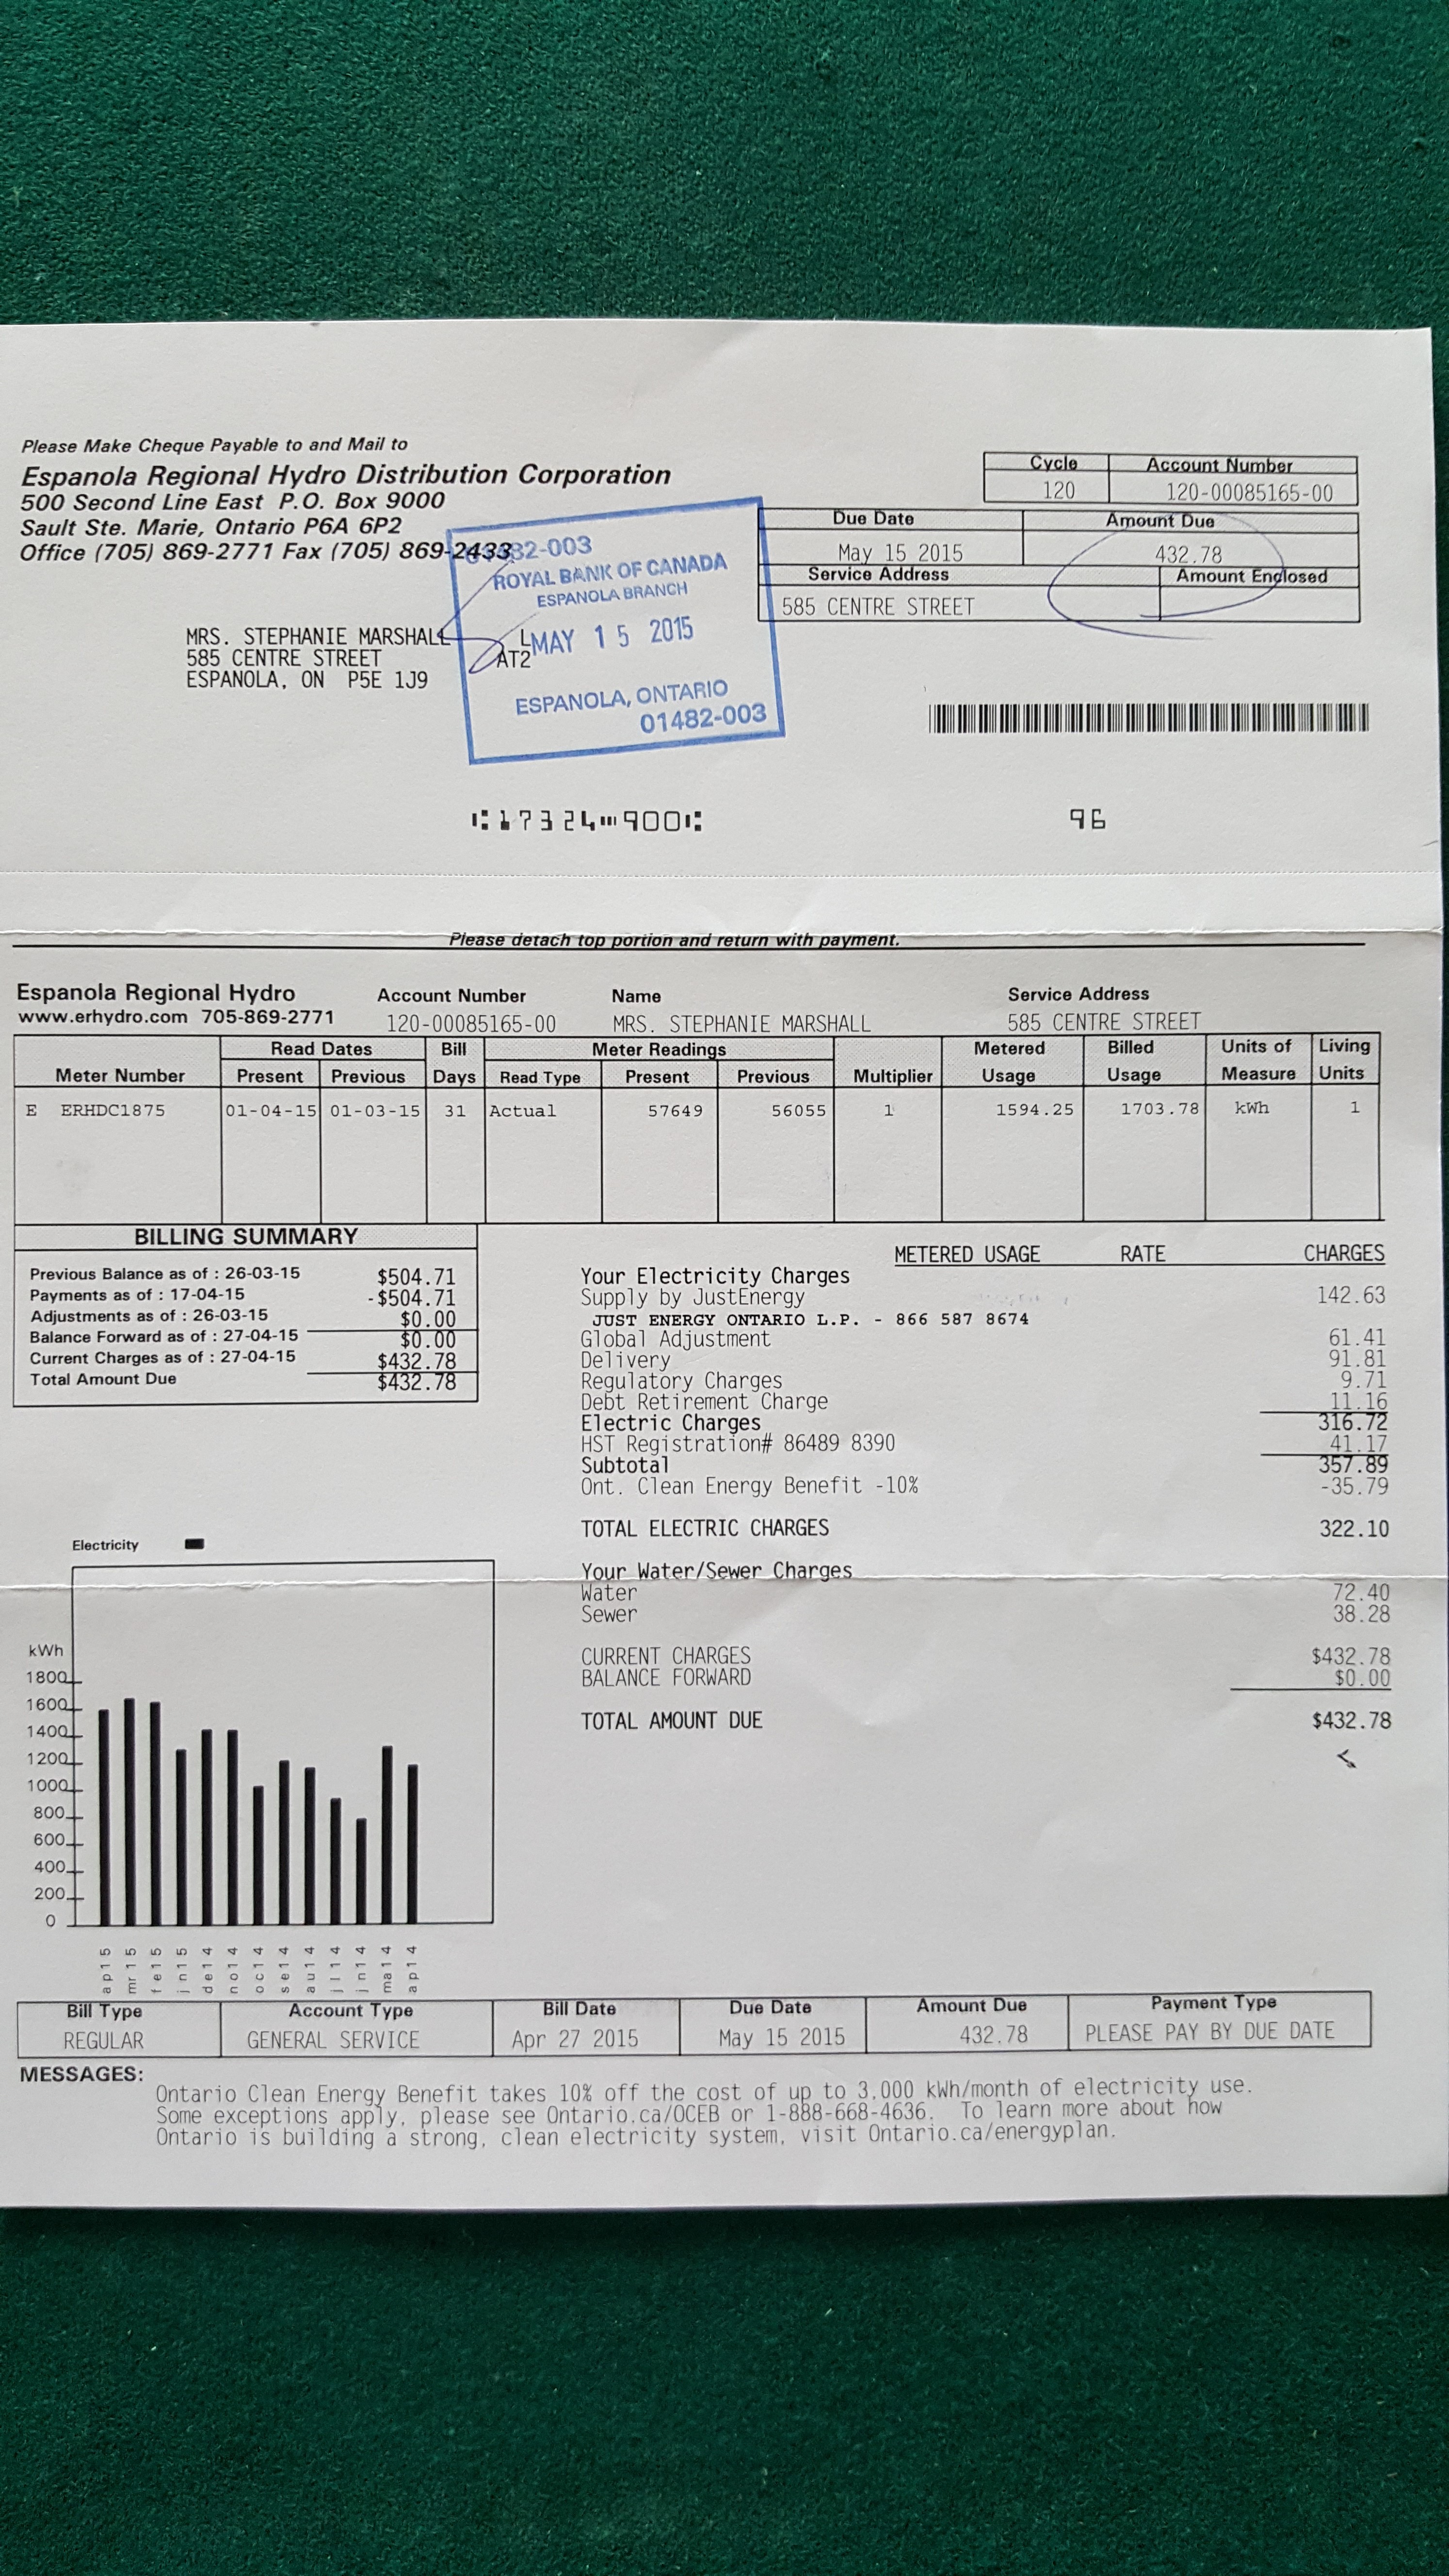 Please Make Cheque Payable to and Mail to
Espanola Regional Hydro Distribution Corporation
500 Second Line East P.O. Box 9000
Sault Ste. Marie, Ontario P6A 6P2
Office (705) 869-2771 Fax (705) 869-2433
Cycle Account Number
120 120-00085165-00
Due Date Amount Due
May 15 2015 432.78
Service Address Amount Enclosed
585 CENTRE STREET
82-003
ROYAL BANK OF CANADA
ESPANOLA BRANCH
MAY 15 2015
ESPANOLA, ONTARIO
01482-003
MRS. STEPHANIE MARSHALL L
585 CENTRE STREET AT2
ESPANOLA, ON P5E 1J9
⑆17324⑉900⑆ 96
Please detach top portion and return with payment.
Espanola Regional Hydro Account Number Name Service Address
www.erhydro.com 705-869-2771 120-00085165-00 MRS. STEPHANIE MARSHALL 585 CENTRE STREET
Read Dates Bill Meter Readings Metered Billed Units of Living
Meter Number Present Previous Days Read Type Present Previous Multiplier Usage Usage Measure Units
E ERHDC1875 01-04-15 01-03-15 31 Actual 57649 56055 1 1594.25 1703.78 kWh 1
BILLING SUMMARY
Previous Balance as of : 26-03-15 $504.71
Payments as of : 17-04-15 -$504.71
Adjustments as of : 26-03-15 $0.00
Balance Forward as of : 27-04-15 $0.00
Current Charges as of : 27-04-15 $432.78
Total Amount Due $432.78
METERED USAGE RATE CHARGES
Your Electricity Charges
Supply by JustEnergy 142.63
JUST ENERGY ONTARIO L.P. - 866 587 8674
Global Adjustment 61.41
Delivery 91.81
Regulatory Charges 9.71
Debt Retirement Charge 11.16
Electric Charges 316.72
HST Registration# 86489 8390 41.17
Subtotal 357.89
Ont. Clean Energy Benefit -10% -35.79
TOTAL ELECTRIC CHARGES 322.10
Your Water/Sewer Charges
Water 72.40
Sewer 38.28
CURRENT CHARGES $432.78
BALANCE FORWARD $0.00
TOTAL AMOUNT DUE $432.78
Electricity
kWh
1800
1600
1400
1200
1000
800
600
400
200
0
ap15 mr15 fe15 jn15 de14 no14 oc14 se14 au14 jl14 jn14 ma14 ap14
Bill Type Account Type Bill Date Due Date Amount Due Payment Type
REGULAR GENERAL SERVICE Apr 27 2015 May 15 2015 432.78 PLEASE PAY BY DUE DATE
MESSAGES:
Ontario Clean Energy Benefit takes 10% off the cost of up to 3,000 kWh/month of electricity use.
Some exceptions apply, please see Ontario.ca/OCEB or 1-888-668-4636. To learn more about how
Ontario is building a strong, clean electricity system, visit Ontario.ca/energyplan.